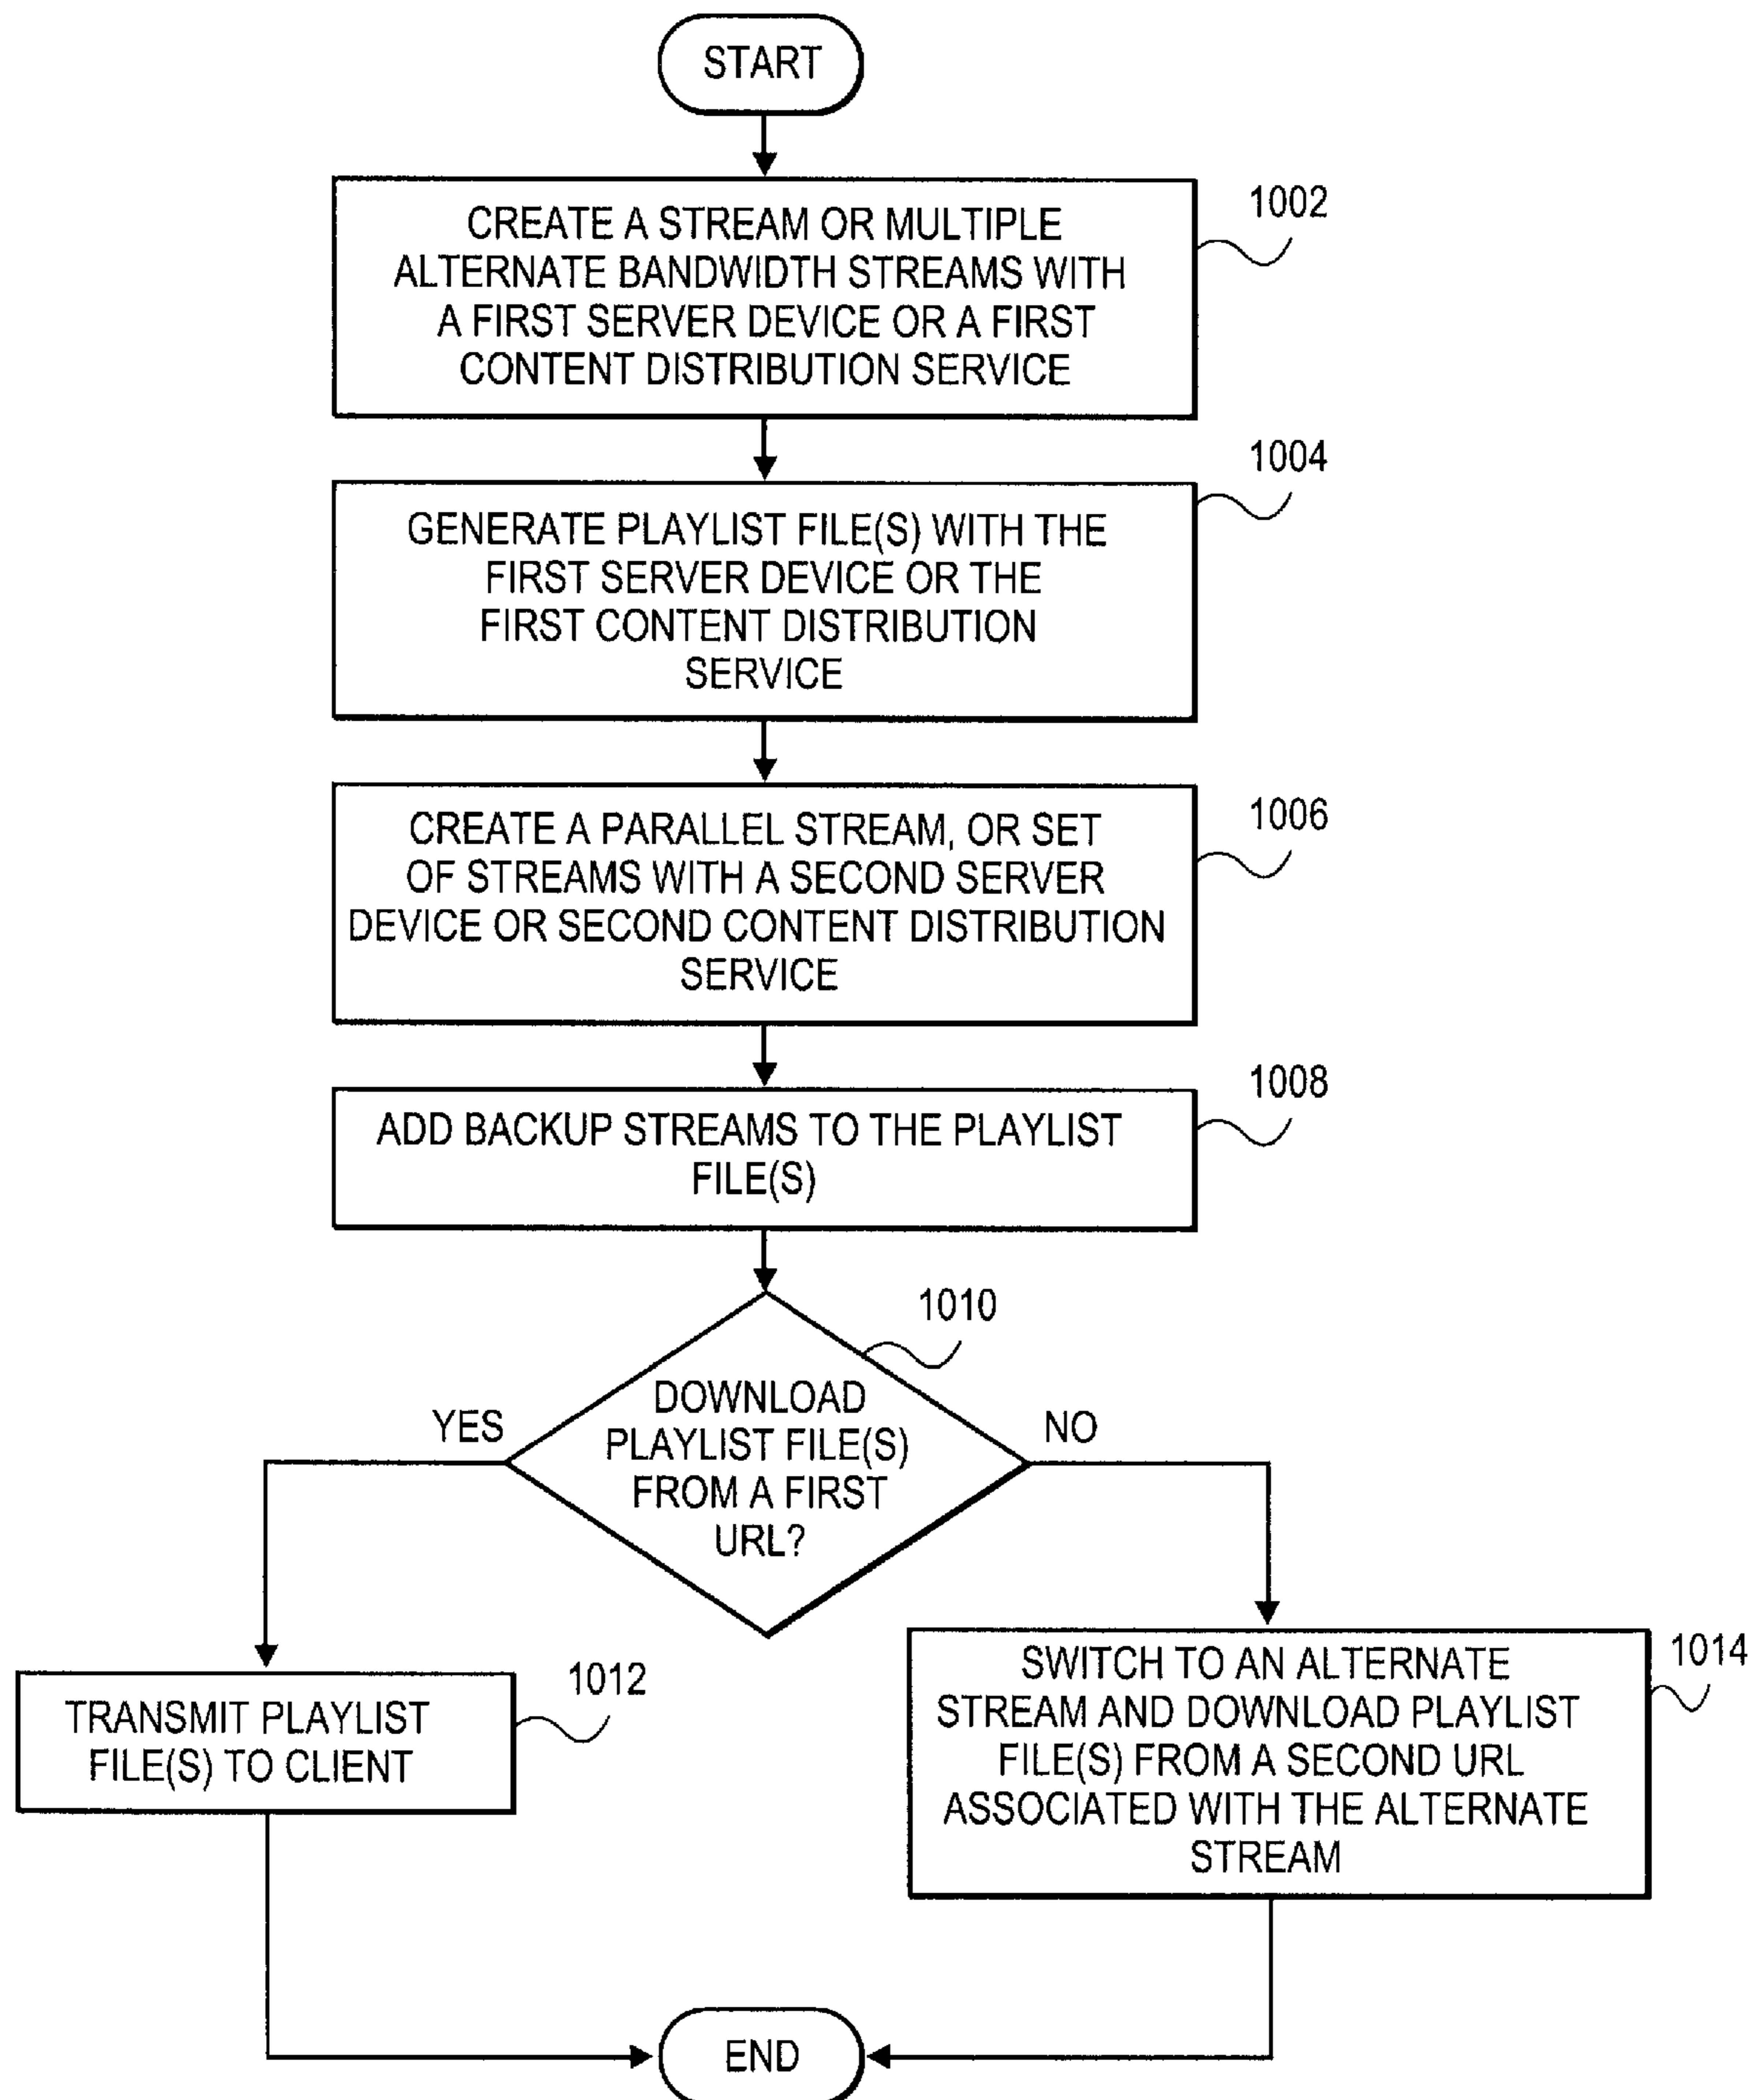 START
CREATE A STREAM OR MULTIPLE
ALTERNATE BANDWIDTH STREAMS WITH
A FIRST SERVER DEVICE OR A FIRST
CONTENT DISTRIBUTION SERVICE
1002
GENERATE PLAYLIST FILE(S) WITH THE
FIRST SERVER DEVICE OR THE
FIRST CONTENT DISTRIBUTION
SERVICE
1004
CREATE A PARALLEL STREAM, OR SET
OF STREAMS WITH A SECOND SERVER
DEVICE OR SECOND CONTENT DISTRIBUTION
SERVICE
1006
ADD BACKUP STREAMS TO THE PLAYLIST
FILE(S)
1008
DOWNLOAD
PLAYLIST FILE(S)
FROM A FIRST
URL?
1010
YES
NO
TRANSMIT PLAYLIST
FILE(S) TO CLIENT
1012
SWITCH TO AN ALTERNATE
STREAM AND DOWNLOAD PLAYLIST
FILE(S) FROM A SECOND URL
ASSOCIATED WITH THE ALTERNATE
STREAM
1014
END